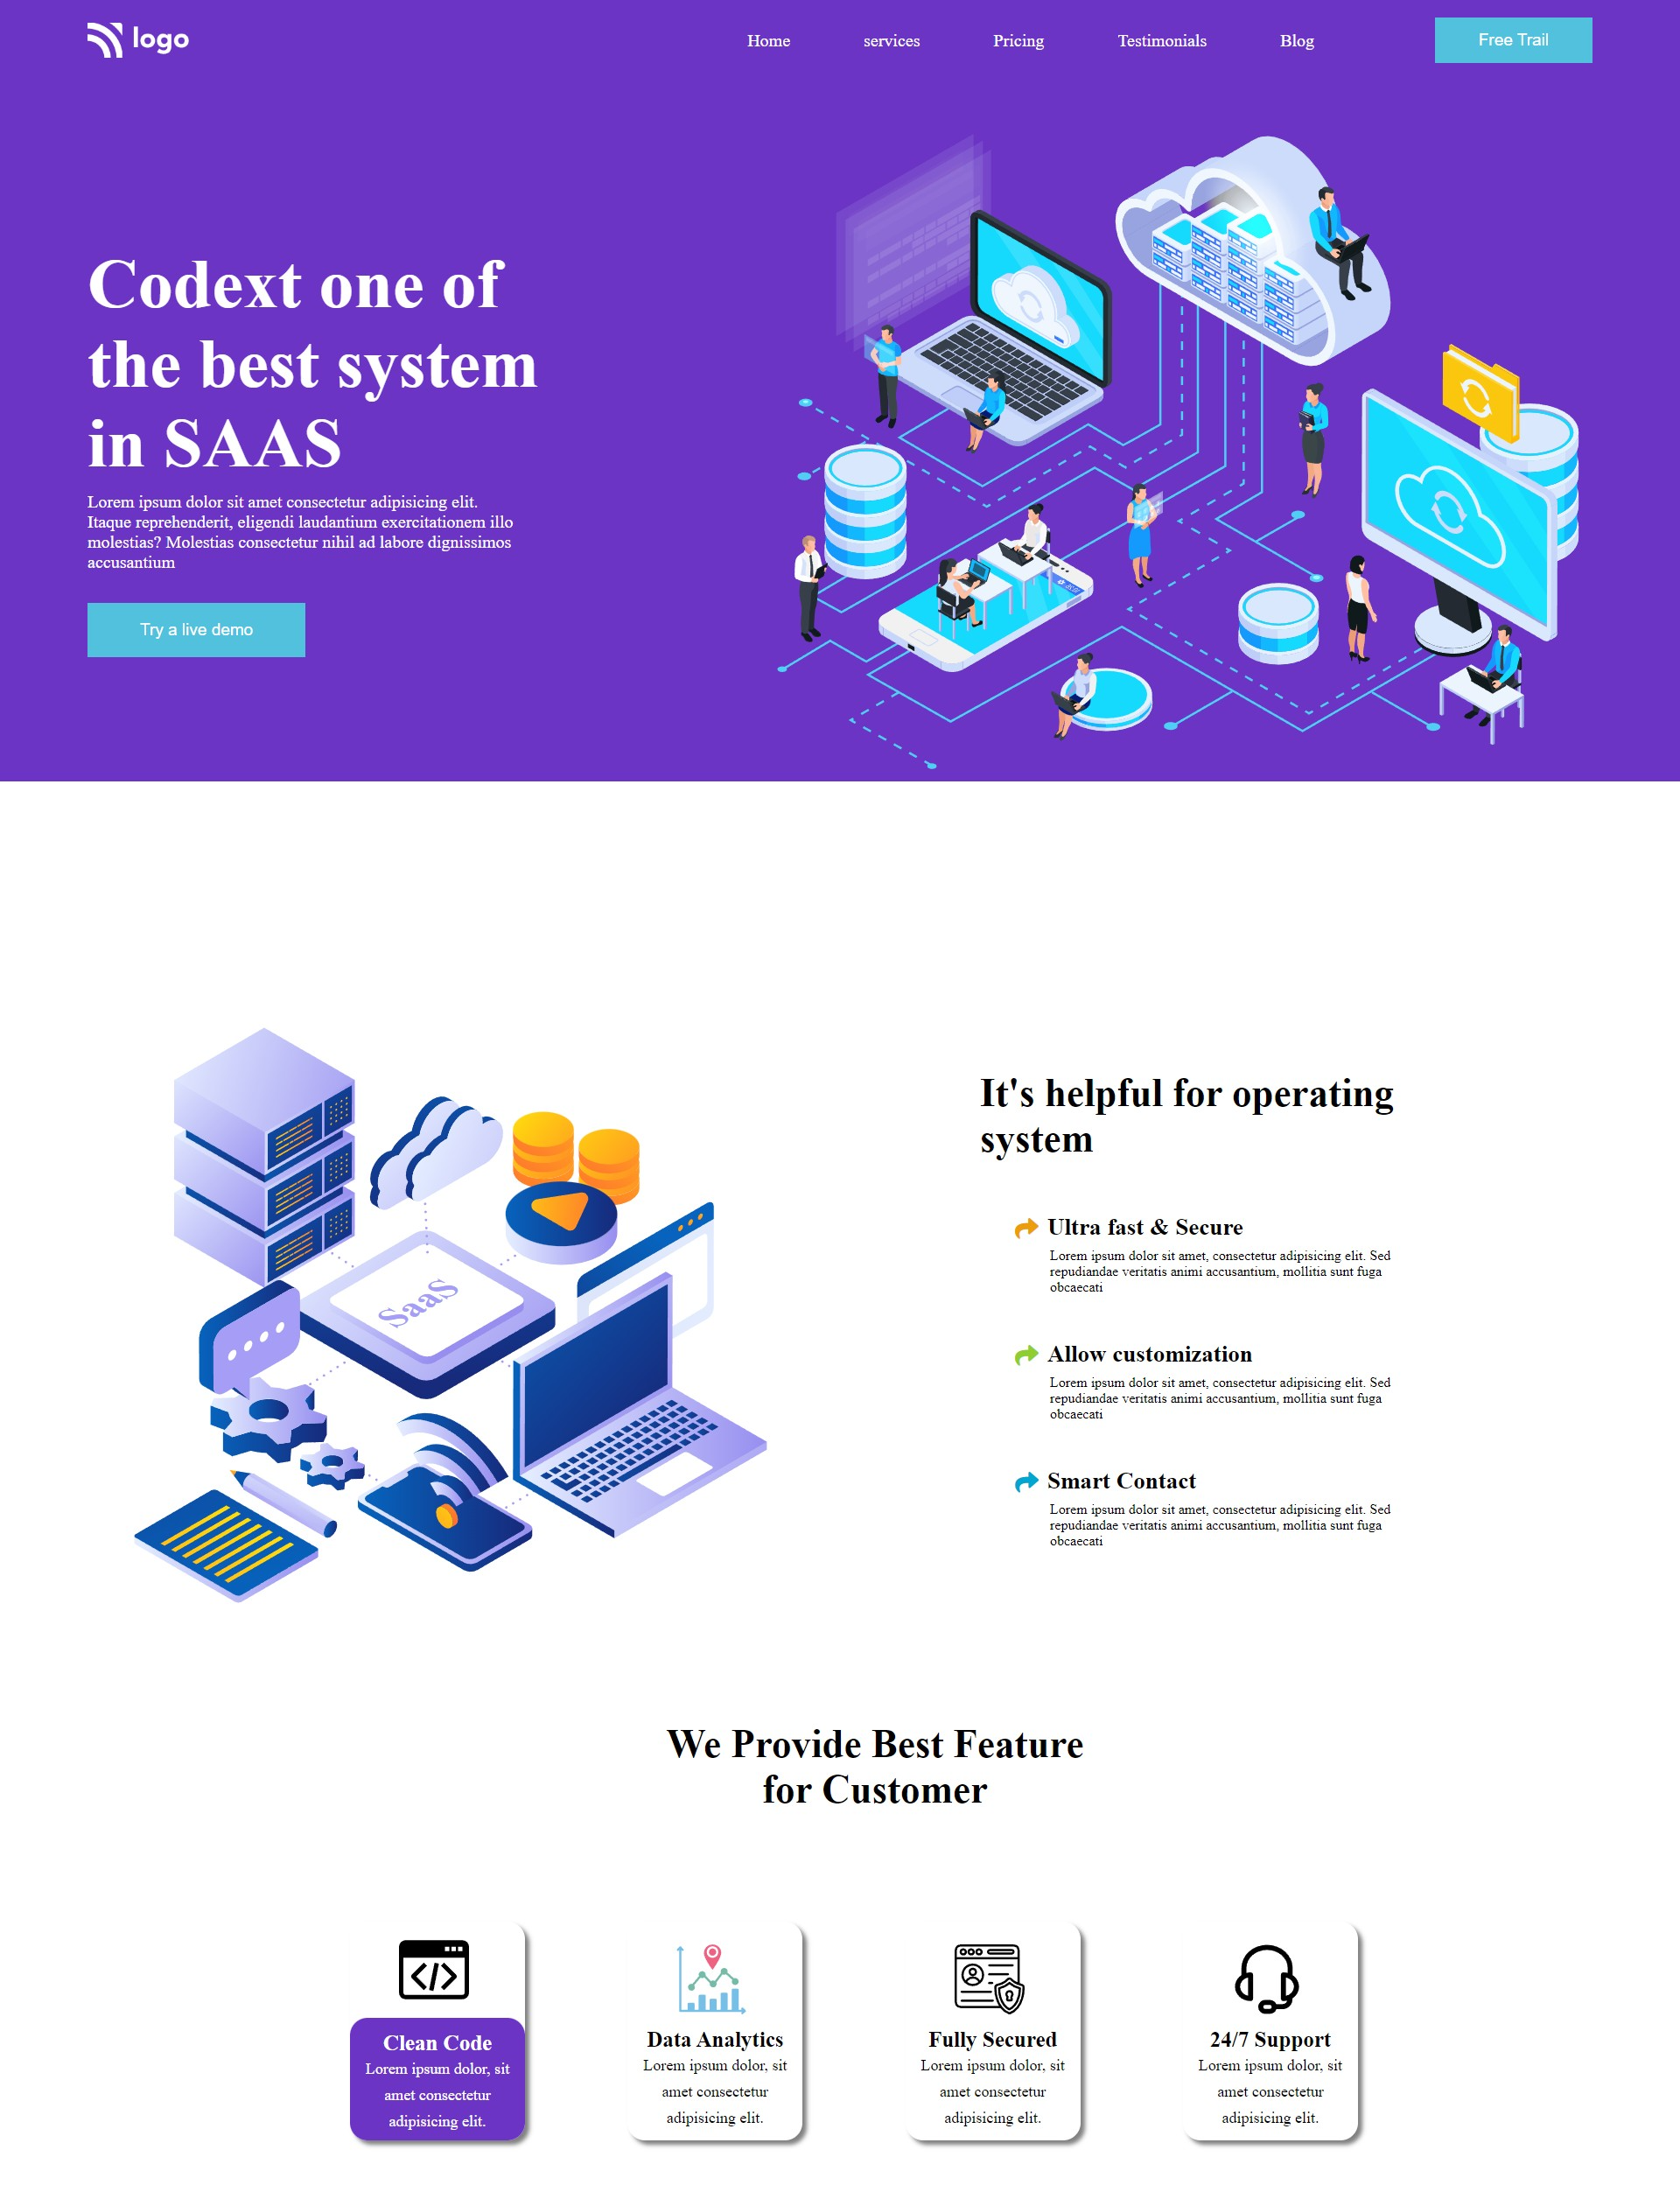 logo
Home services Pricing Testimonials Blog Free Trail
Codext one of
the best system
in SAAS
Lorem ipsum dolor sit amet consectetur adipisicing elit.
Itaque reprehenderit, eligendi laudantium exercitationem illo
molestias? Molestias consectetur nihil ad labore dignissimos
accusantium
Try a live demo
SaaS
It's helpful for operating
system
Ultra fast & Secure
Lorem ipsum dolor sit amet, consectetur adipisicing elit. Sed
repudiandae veritatis animi accusantium, mollitia sunt fuga
obcaecati
Allow customization
Lorem ipsum dolor sit amet, consectetur adipisicing elit. Sed
repudiandae veritatis animi accusantium, mollitia sunt fuga
obcaecati
Smart Contact
Lorem ipsum dolor sit amet, consectetur adipisicing elit. Sed
repudiandae veritatis animi accusantium, mollitia sunt fuga
obcaecati
We Provide Best Feature
for Customer
Clean Code
Lorem ipsum dolor, sit
amet consectetur
adipisicing elit.
Data Analytics
Lorem ipsum dolor, sit
amet consectetur
adipisicing elit.
Fully Secured
Lorem ipsum dolor, sit
amet consectetur
adipisicing elit.
24/7 Support
Lorem ipsum dolor, sit
amet consectetur
adipisicing elit.